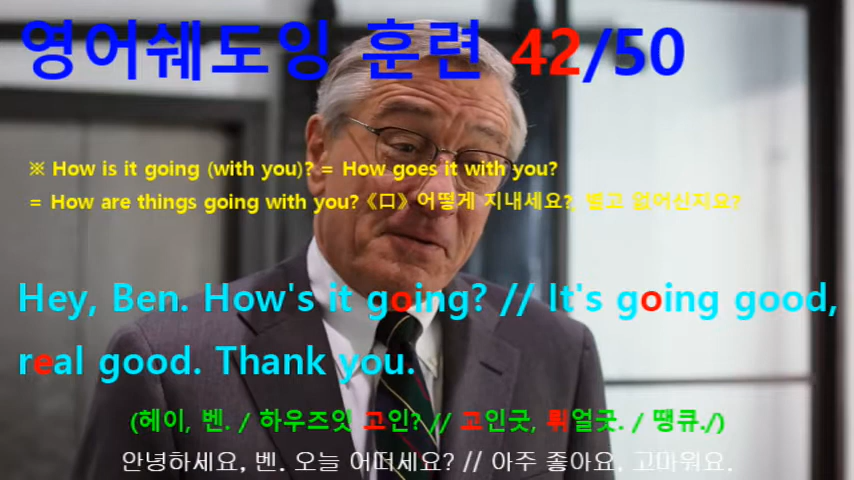 영어쉐도잉 훈련 42/50
※ How is it going (with you)? = How goes it with you?
= How are things going with you?《口》어떻게 지내세요?, 별고 없어신지요?
Hey, Ben. How's it going? // It's going good,
real good. Thank you.
(헤이, 벤. / 하우즈잇 고인? // 고인굿, 뤼얼굿. / 땡큐./)
안녕하세요, 벤. 오늘 어떠세요? // 아주 좋아요, 고마워요.